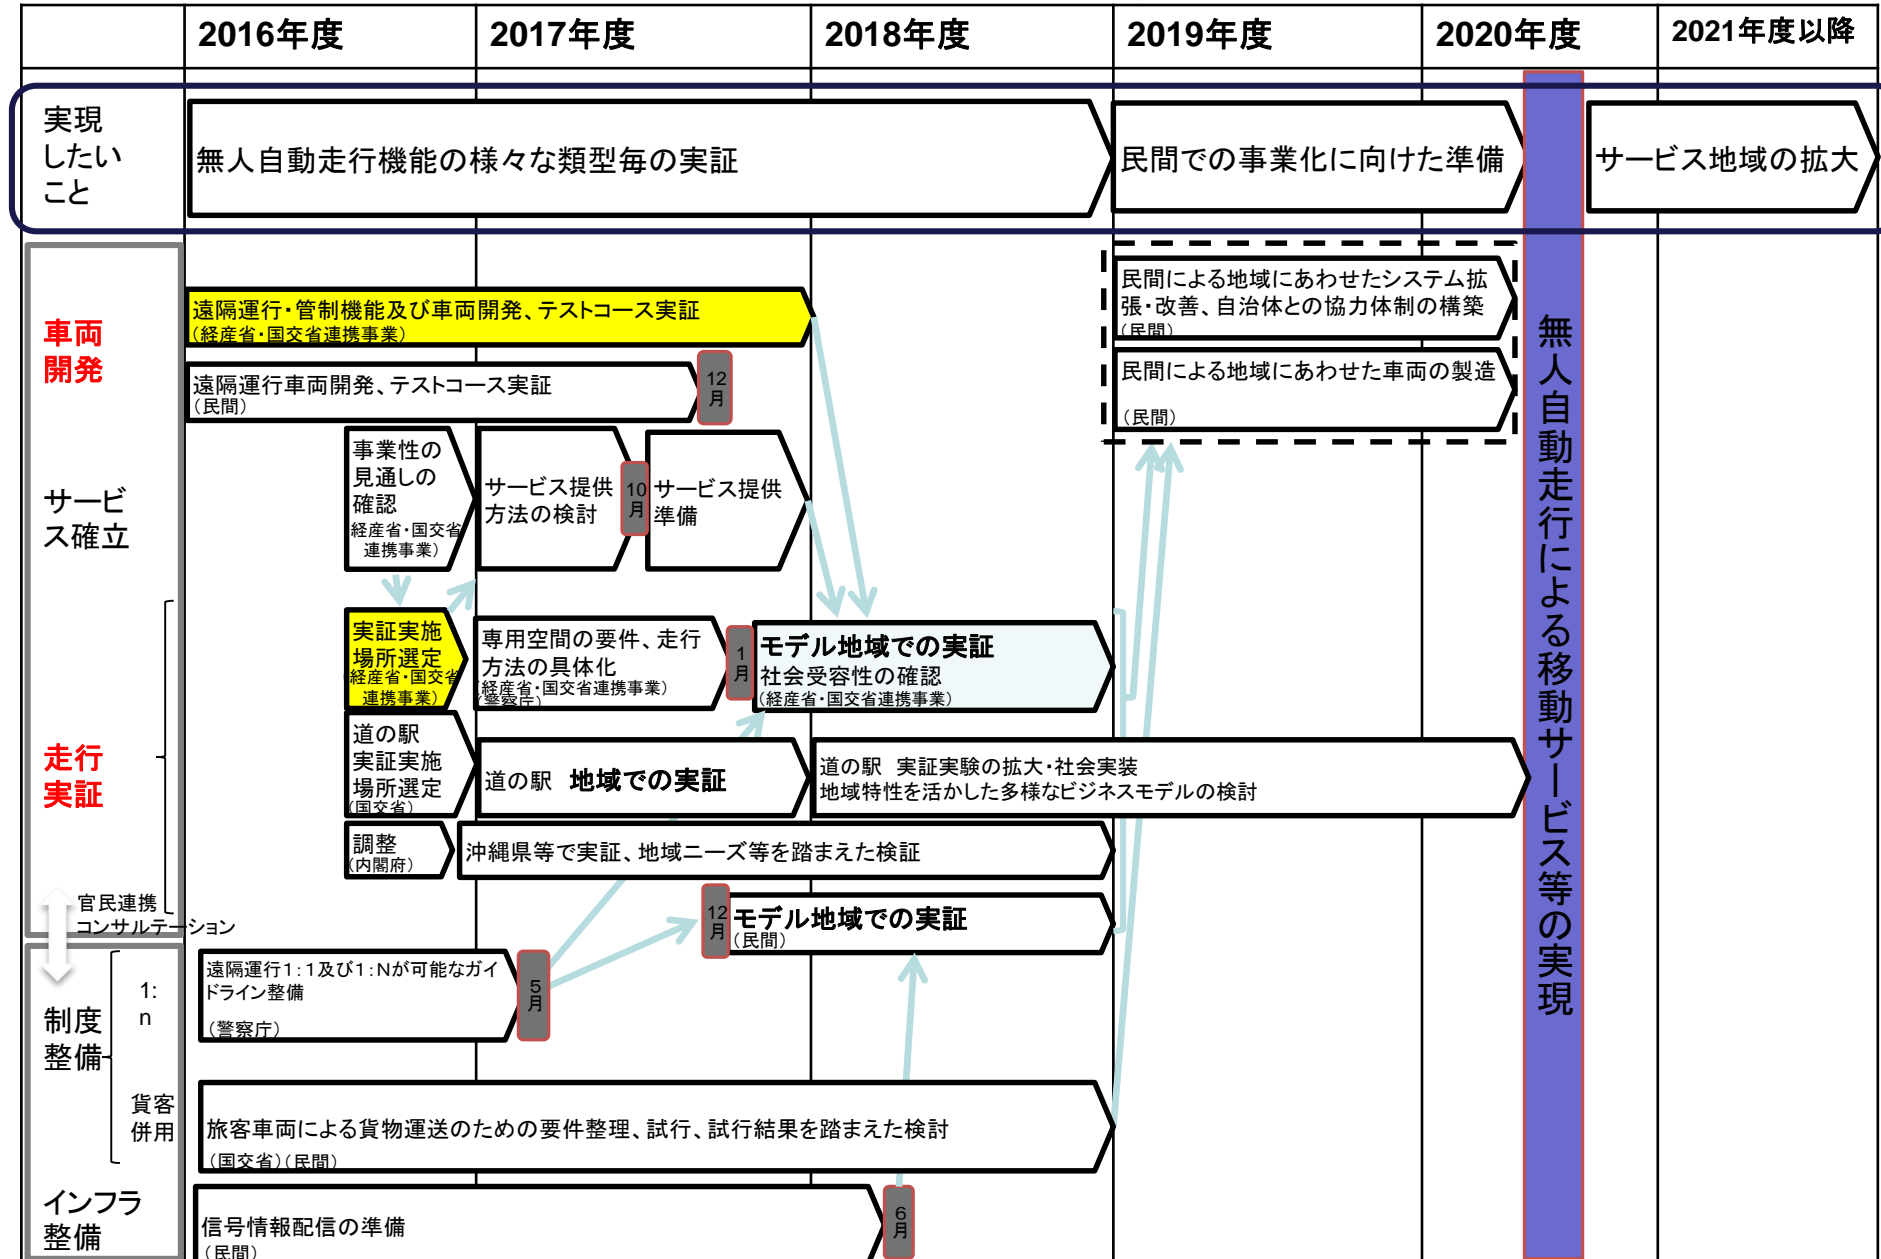 2016年度
2017年度
2018年度
2019年度
2020年度
2021年度以降
実現
したい
こと
無人自動走行機能の様々な類型毎の実証
民間での事業化に向けた準備
サービス地域の拡大
無人自動走行による移動サービス等の実現
車両
開発
遠隔運行・管制機能及び車両開発、テストコース実証
(経産省・国交省連携事業)
民間による地域にあわせたシステム拡
張・改善、自治体との協力体制の構築
(民間)
遠隔運行車両開発、テストコース実証
(民間)
12
月
民間による地域にあわせた車両の製造
(民間)
サービ
ス確立
事業性の
見通しの
確認
経産省・国交省
連携事業)
サービス提供
方法の検討
10
月
サービス提供
準備
走行
実証
実証実施
場所選定
経産省・国交省
連携事業)
専用空間の要件、走行
方法の具体化
(経産省・国交省連携事業)
(警察庁)
1
月
モデル地域での実証
社会受容性の確認
(経産省・国交省連携事業)
道の駅
実証実施
場所選定
(国交省)
道の駅 地域での実証
道の駅 実証実験の拡大・社会実装
地域特性を活かした多様なビジネスモデルの検討
調整
(内閣府)
沖縄県等で実証、地域ニーズ等を踏まえた検証
12
月
モデル地域での実証
(民間)
官民連携
コンサルテーション
制度
整備
1:
n
遠隔運行1:1及び1:Nが可能なガイ
ドライン整備
(警察庁)
5
月
貨客
併用
旅客車両による貨物運送のための要件整理、試行、試行結果を踏まえた検討
(国交省)(民間)
インフラ
整備
信号情報配信の準備
(民間)
6
月